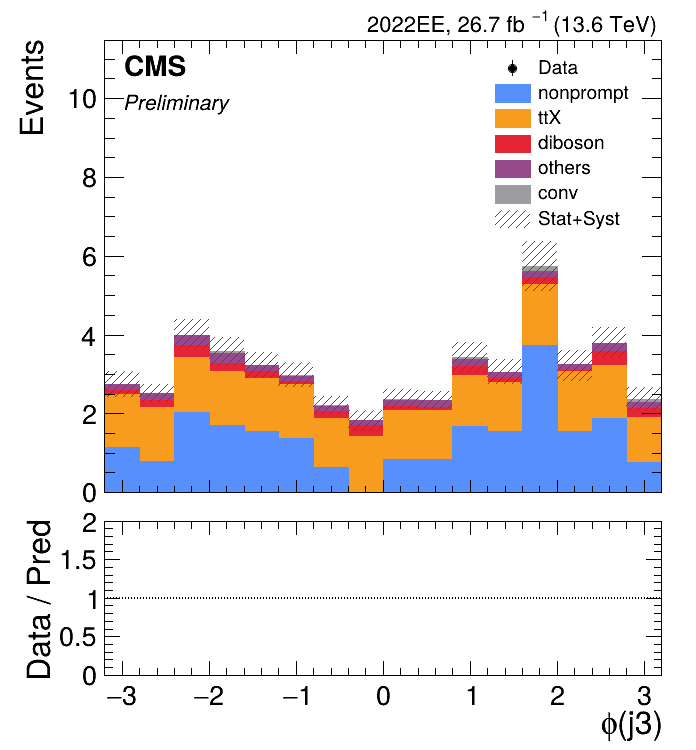 2022EE, 26.7 fb⁻¹ (13.6 TeV)
CMS
Preliminary
Events
Data
nonprompt
ttX
diboson
others
conv
Stat+Syst
10
8
6
4
2
0
Data / Pred
2
1.5
1
0.5
0
−3 −2 −1 0 1 2 3
ϕ(j3)